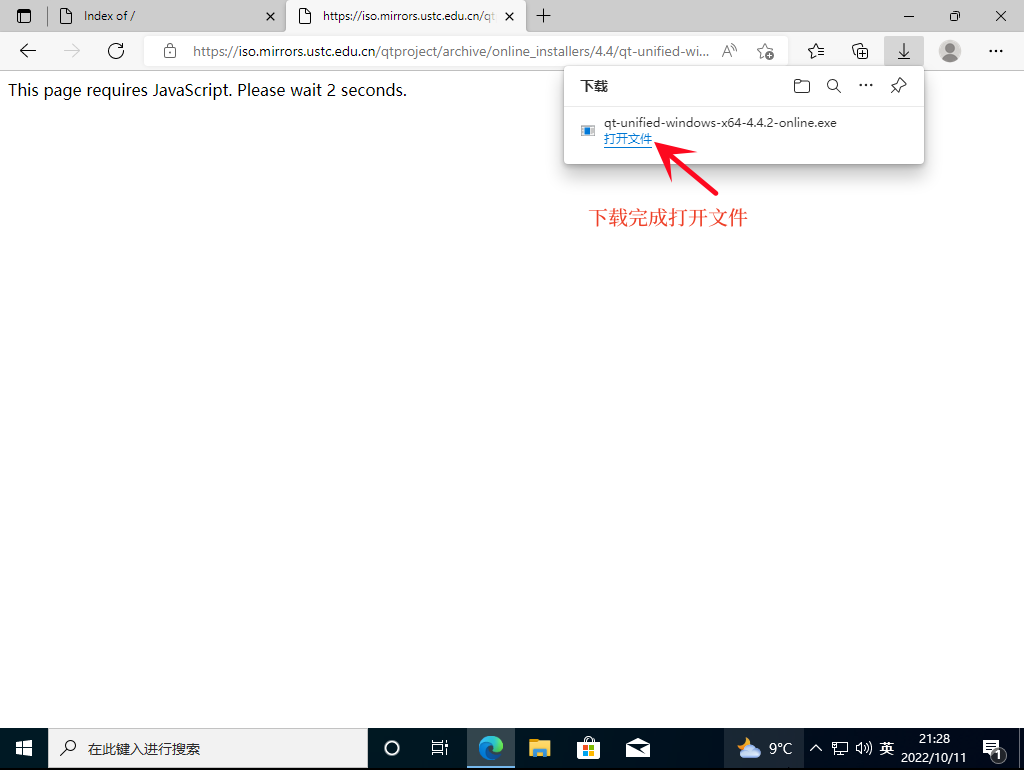 Index of /
https://iso.mirrors.ustc.edu.cn/qt
https://iso.mirrors.ustc.edu.cn/qtproject/archive/online_installers/4.4/qt-unified-wi...
This page requires JavaScript. Please wait 2 seconds.
下载
qt-unified-windows-x64-4.4.2-online.exe
打开文件
下载完成打开文件
在此键入进行搜索
9°C
英
21:28
2022/10/11
1